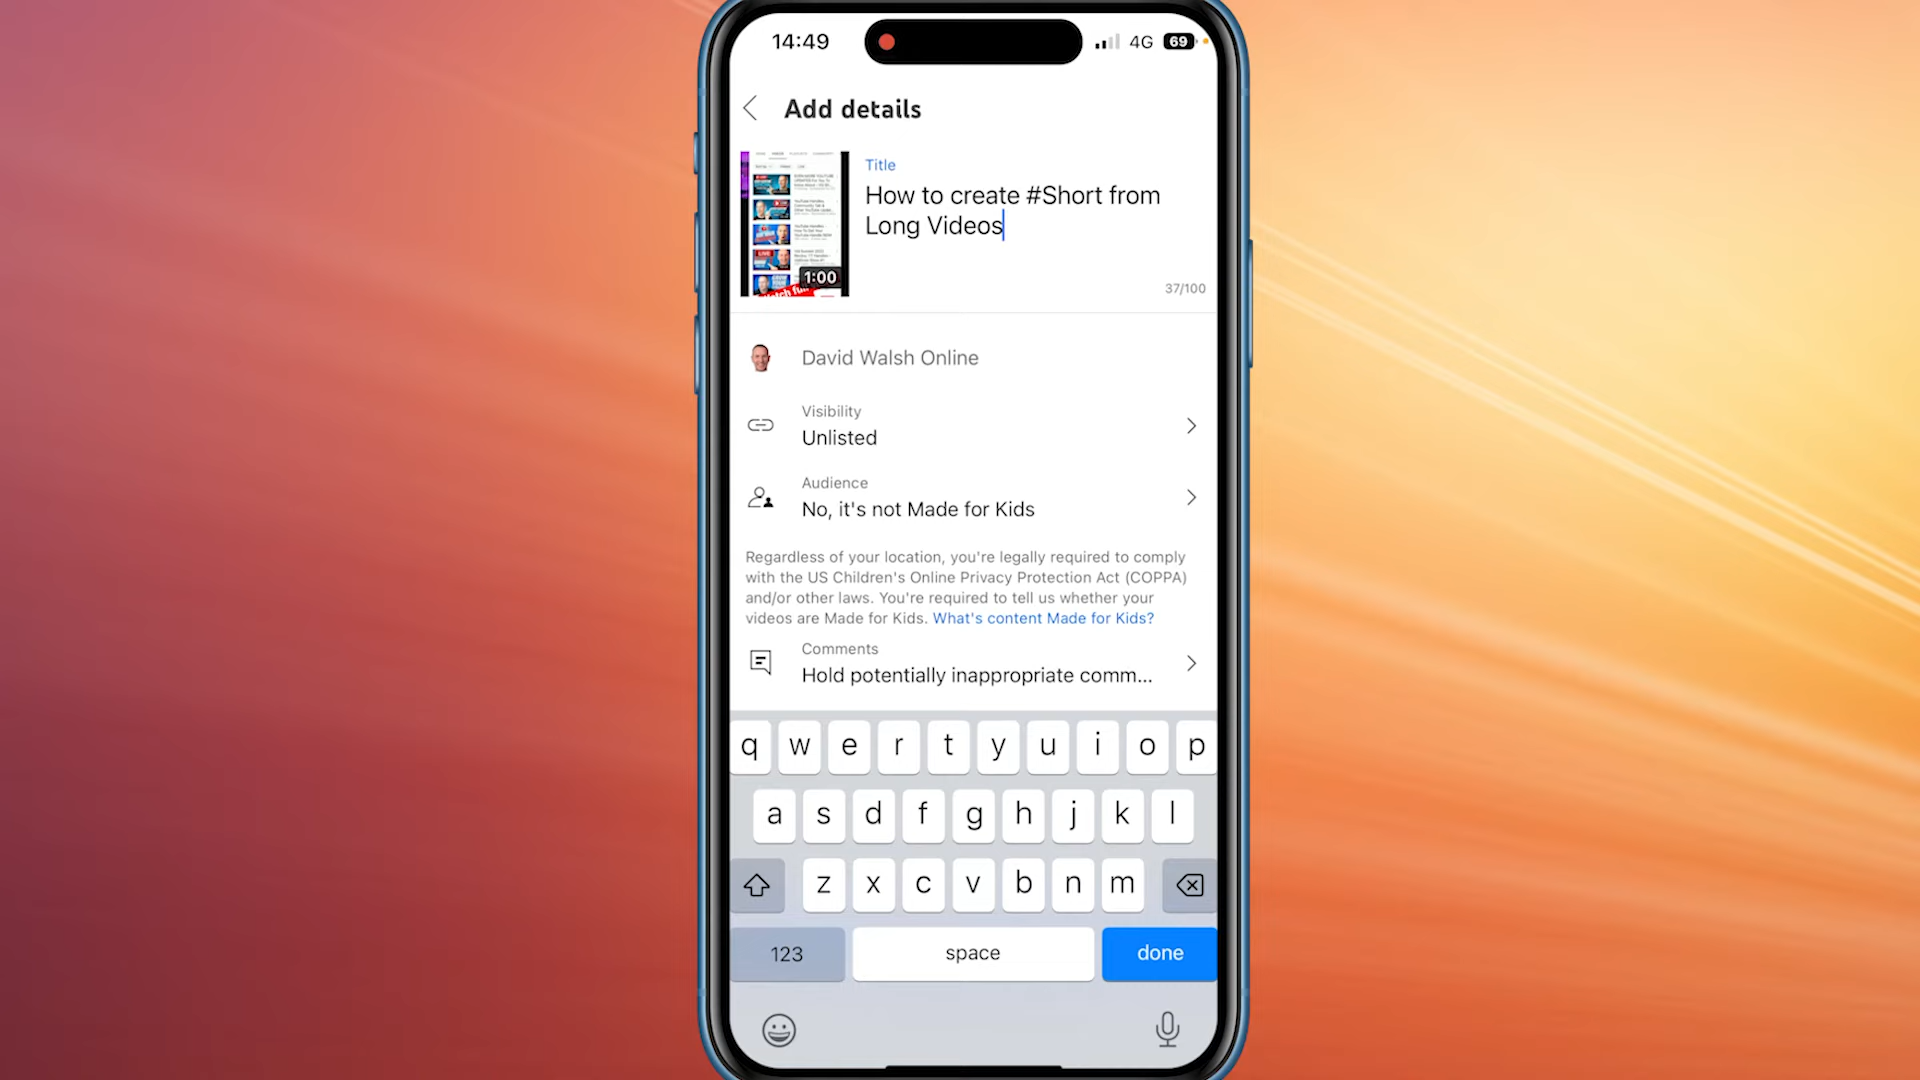 14:49
4G
69
Add details
Title
How to create #Short from
Long Videos
1:00
37/100
David Walsh Online
Visibility
Unlisted
Audience
No, it's not Made for Kids
Regardless of your location, you're legally required to comply
with the US Children's Online Privacy Protection Act (COPPA)
and/or other laws. You're required to tell us whether your
videos are Made for Kids. What's content Made for Kids?
Comments
Hold potentially inappropriate comm...
q w e r t y u i o p
a s d f g h j k l
z x c v b n m
123 space done